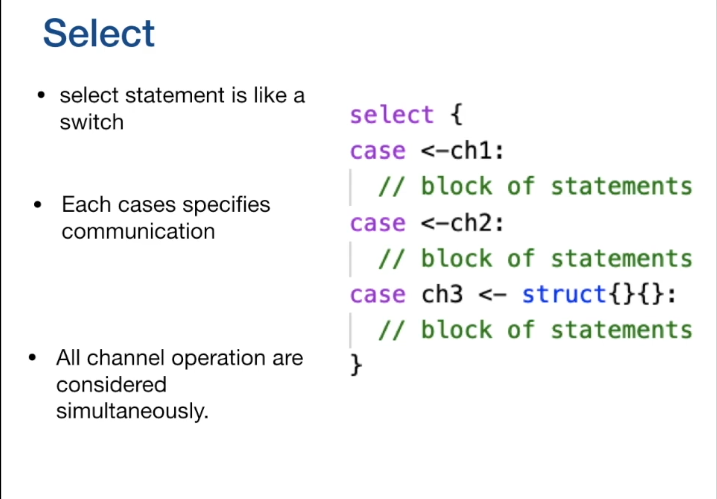 Select
• select statement is like a
switch
• Each cases specifies
communication
• All channel operation are
considered
simultaneously.
select {
case <-ch1:
// block of statements
case <-ch2:
// block of statements
case ch3 <- struct{}{}:
// block of statements
}